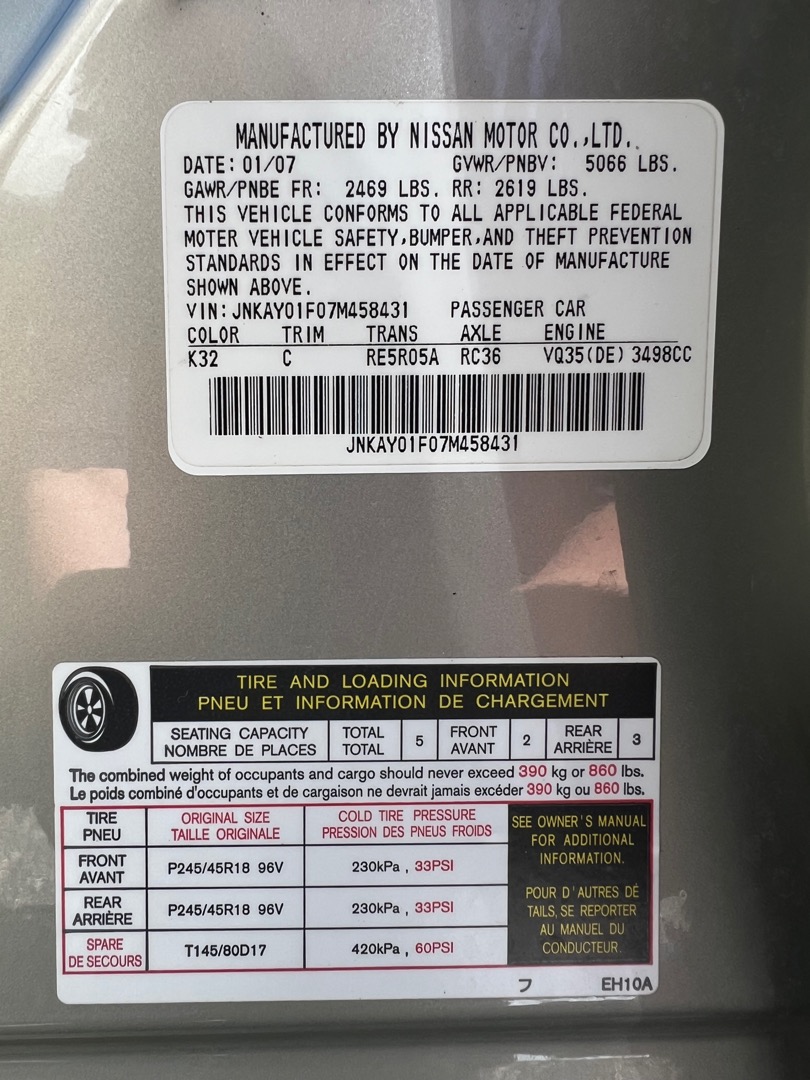 MANUFACTURED BY NISSAN MOTOR CO.,LTD.
DATE: 01/07 GVWR/PNBV: 5066 LBS.
GAWR/PNBE FR: 2469 LBS. RR: 2619 LBS.
THIS VEHICLE CONFORMS TO ALL APPLICABLE FEDERAL
MOTER VEHICLE SAFETY,BUMPER,AND THEFT PREVENTION
STANDARDS IN EFFECT ON THE DATE OF MANUFACTURE
SHOWN ABOVE.
VIN: JNKAY01F07M458431 PASSENGER CAR
COLOR TRIM TRANS AXLE ENGINE
K32 C RE5R05A RC36 VQ35(DE) 3498CC
JNKAY01F07M458431
TIRE AND LOADING INFORMATION
PNEU ET INFORMATION DE CHARGEMENT
SEATING CAPACITY TOTAL 5 FRONT 2 REAR 3
NOMBRE DE PLACES TOTAL AVANT ARRIÈRE
The combined weight of occupants and cargo should never exceed 390 kg or 860 lbs.
Le poids combiné d'occupants et de cargaison ne devrait jamais excéder 390 kg ou 860 lbs.
TIRE ORIGINAL SIZE COLD TIRE PRESSURE
PNEU TAILLE ORIGINALE PRESSION DES PNEUS FROIDS
FRONT
AVANT P245/45R18 96V 230kPa , 33PSI
REAR
ARRIÈRE P245/45R18 96V 230kPa , 33PSI
SPARE
DE SECOURS T145/80D17 420kPa , 60PSI
SEE OWNER'S MANUAL
FOR ADDITIONAL
INFORMATION.
POUR D'AUTRES DÉ
TAILS, SE REPORTER
AU MANUEL DU
CONDUCTEUR.
フ EH10A